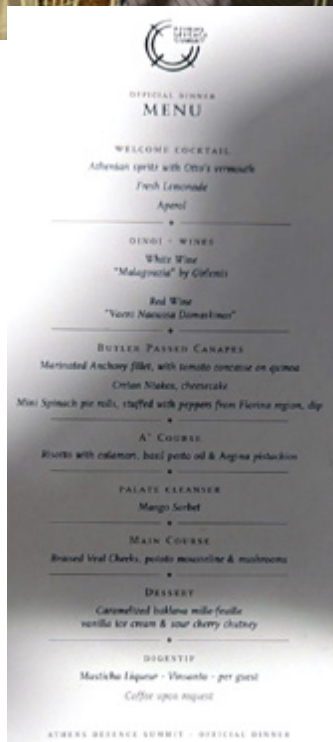 OFFICIAL DINNER
MENU
WELCOME COCKTAIL
Athenian spritz with Otto's vermouth
Fresh Lemonade
Aperol
OINOI - WINES
White Wine
"Malagouzia" by
Red Wine
"Vaeni Naoussa Damaskinos"
BUTLER PASSED CANAPES
Marinated Anchovy fillet, with tomato concasse on quinoa
Cretan Ntakos, cheesecake
Mini Spinach pie rolls, stuffed with peppers from Florina region, dip
A' COURSE
Risotto with calamari, basil pesto oil & Aegina pistachios
PALATE CLEANSER
Mango Sorbet
MAIN COURSE
Braised Veal Cheeks, potato mousseline & mushrooms
DESSERT
Caramelized baklava mille-feuille
vanilla ice cream & sour cherry chutney
DIGESTIF
Masticha Liqueur - Vinsanto - per guest
Coffee upon request
ATHENS DEFENCE SUMMIT - OFFICIAL DINNER